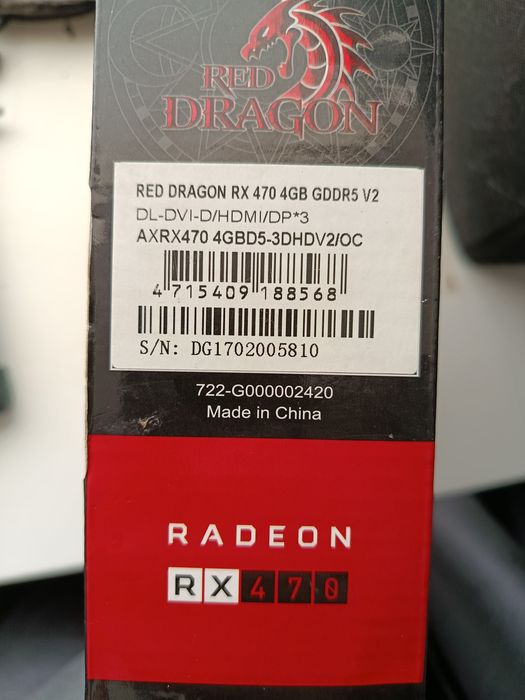 RED
DRAGON
RED DRAGON RX 470 4GB GDDR5 V2
DL-DVI-D/HDMI/DP*3
AXRX470 4GBD5-3DHDV2/OC
4 715409 188568
S/N: DG1702005810
722-G000002420
Made in China
RADEON
RX 470